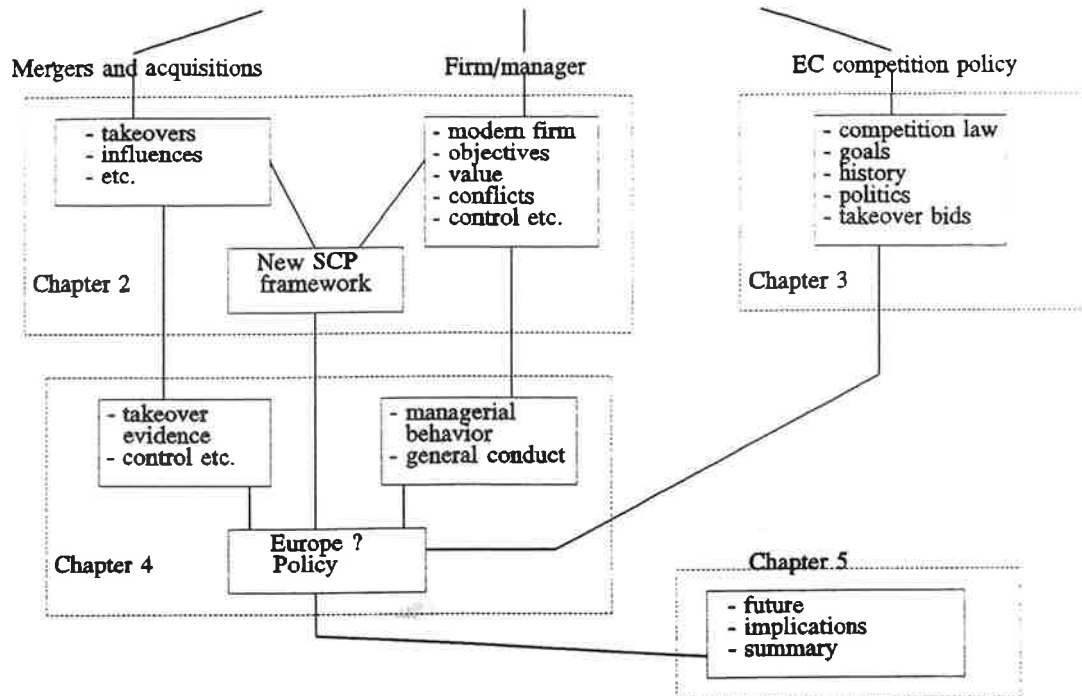 Mergers and acquisitions
Firm/manager
EC competition policy
- takeovers
- influences
- etc.
- modern firm
- objectives
- value
- conflicts
- control etc.
New SCP
framework
Chapter 2
- competition law
- goals
- history
- politics
- takeover bids
Chapter 3
- takeover
evidence
- control etc.
- managerial
behavior
- general conduct
Europe ?
Policy
Chapter 4
Chapter 5
- future
- implications
- summary